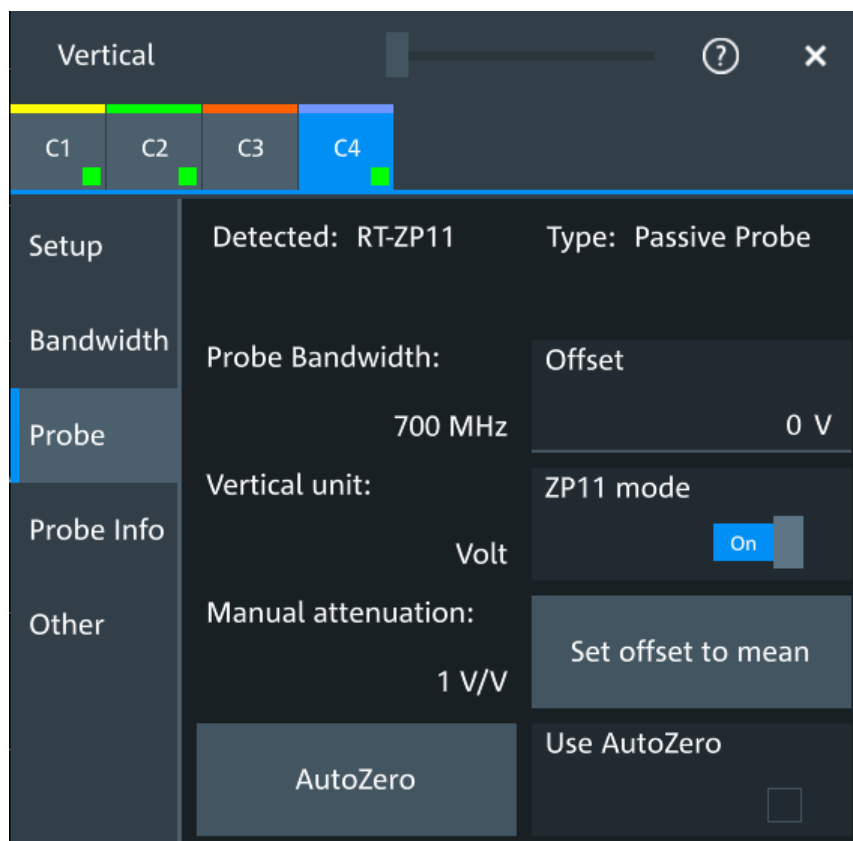 Vertical
?
C1 C2 C3 C4
Setup
Bandwidth
Probe
Probe Info
Other
Detected: RT-ZP11 Type: Passive Probe
Probe Bandwidth:
700 MHz
Offset
0 V
Vertical unit:
Volt
ZP11 mode
On
Manual attenuation:
1 V/V
Set offset to mean
AutoZero
Use AutoZero